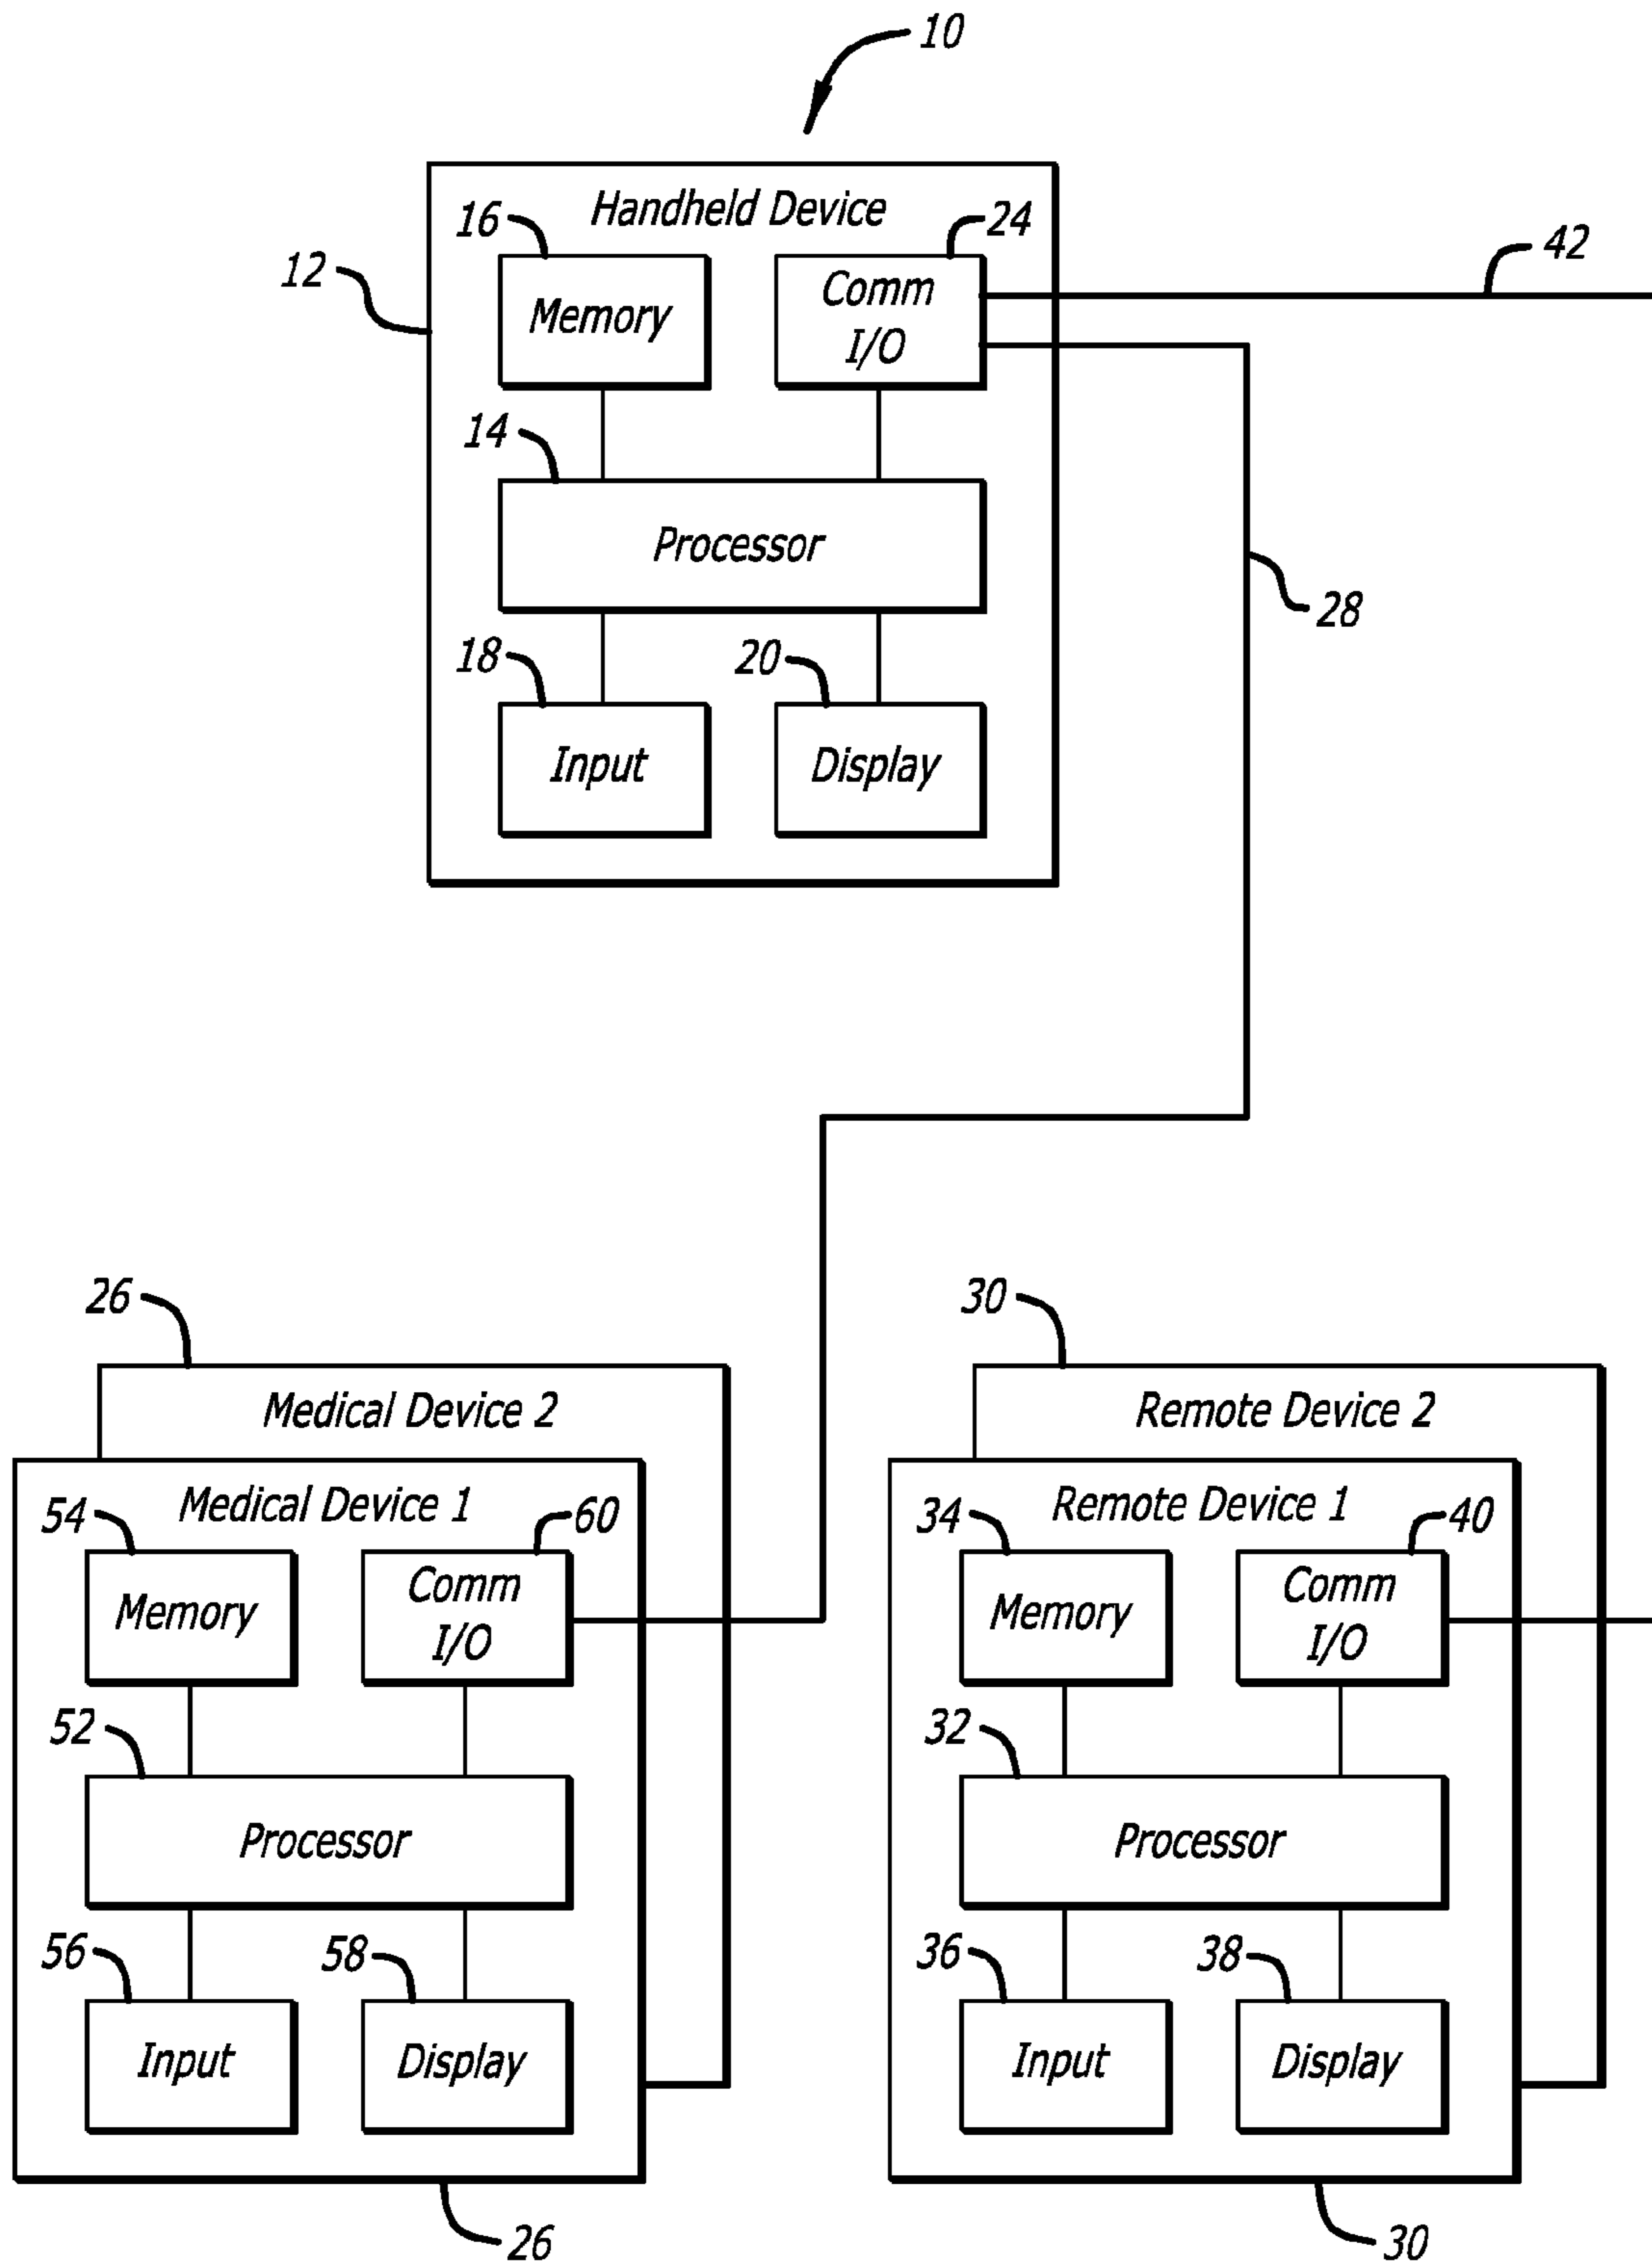 10
Handheld Device
16
24
12
42
Memory
Comm
I/O
14
Processor
28
18
20
Input
Display
26
30
Medical Device 2
Remote Device 2
Medical Device 1
Remote Device 1
54
60
34
40
Memory
Comm
I/O
Memory
Comm
I/O
52
32
Processor
Processor
56
58
36
38
Input
Display
Input
Display
26
30